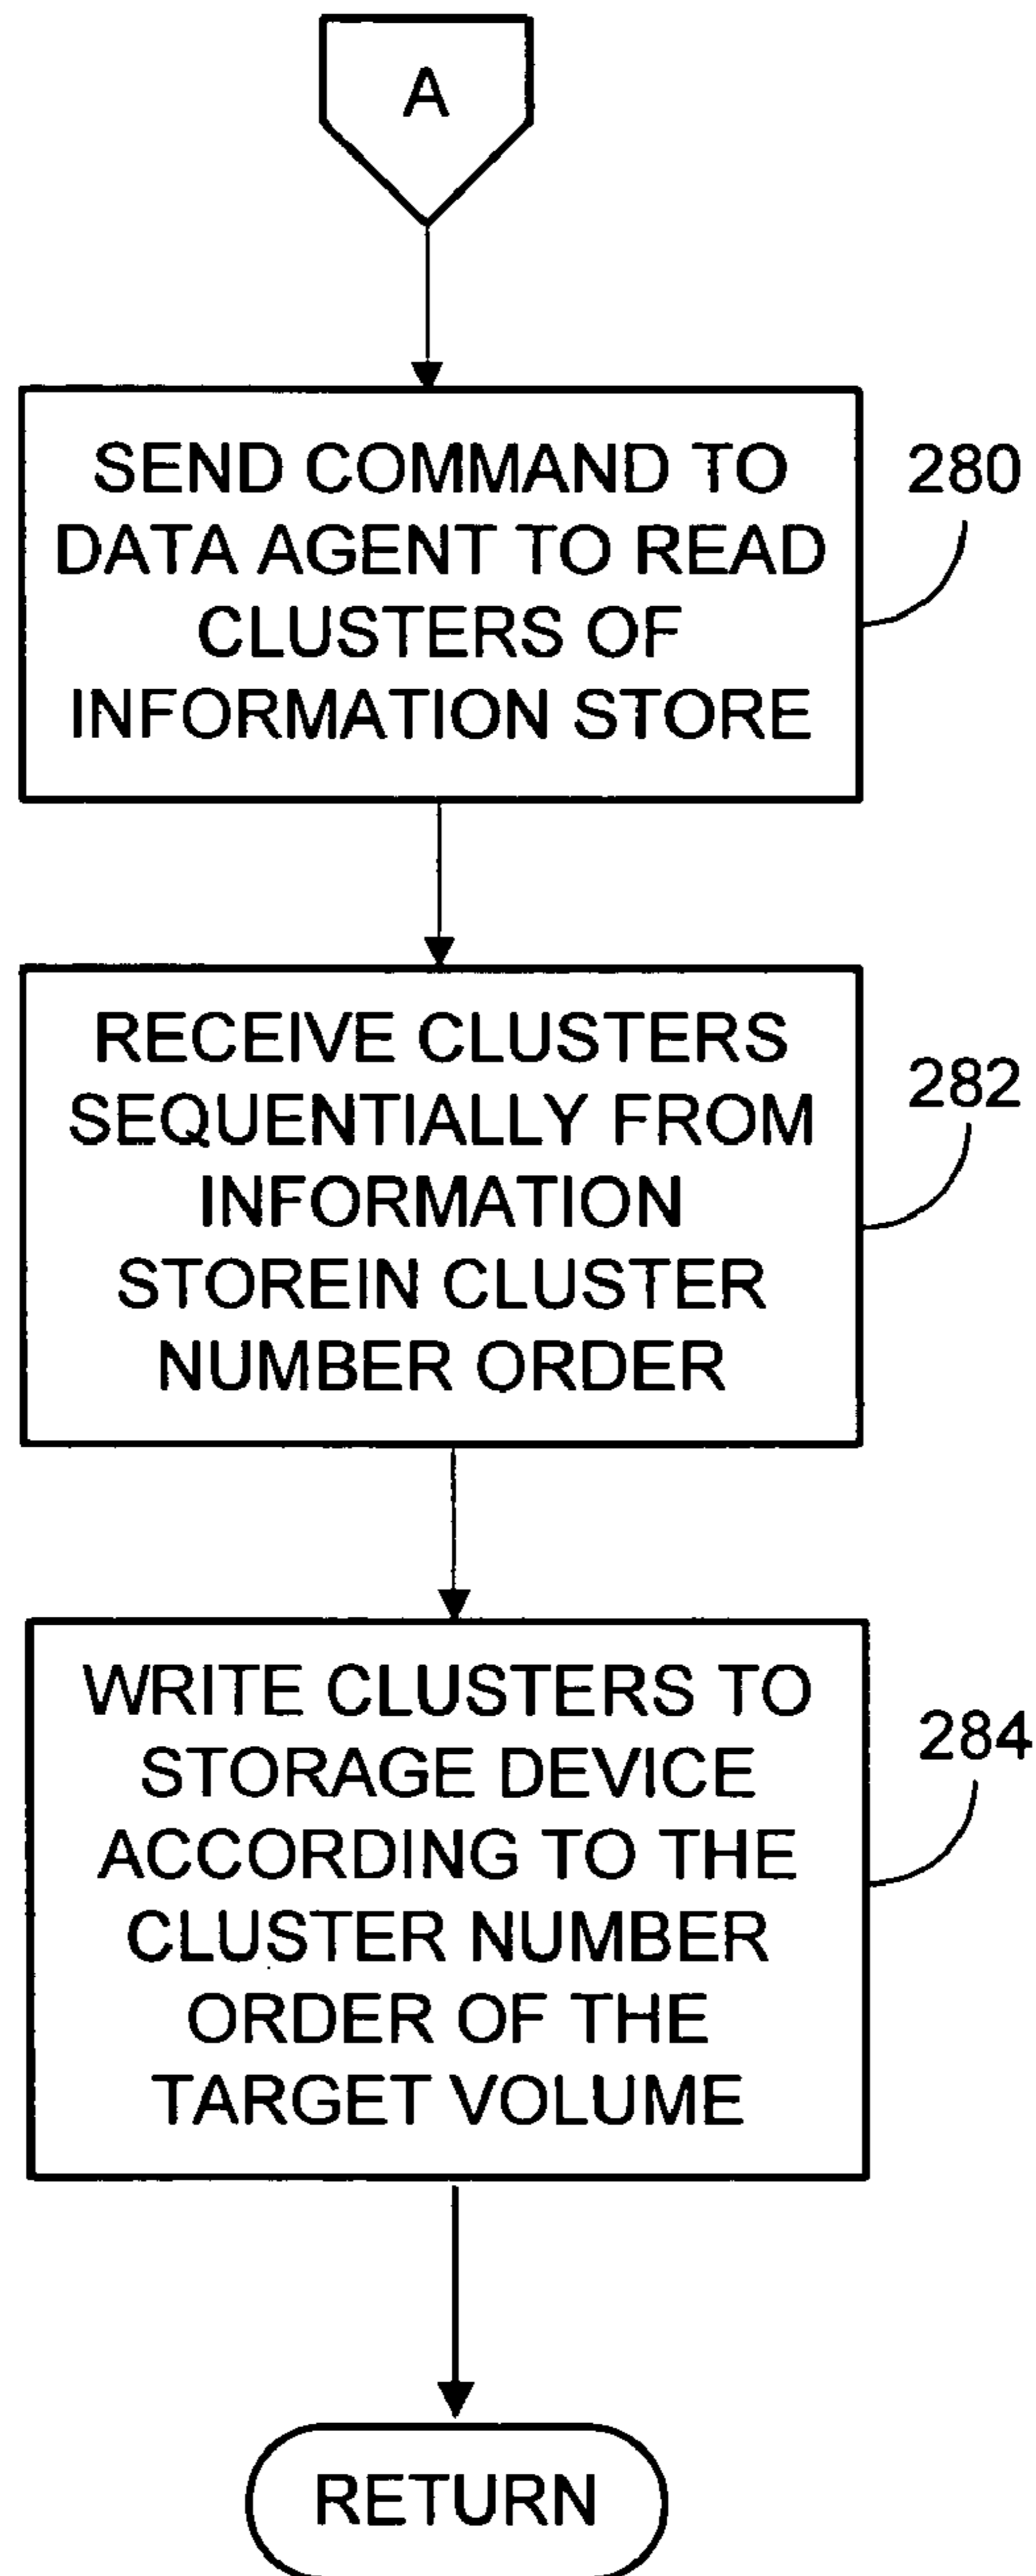 A
SEND COMMAND TO
DATA AGENT TO READ
CLUSTERS OF
INFORMATION STORE
280
RECEIVE CLUSTERS
SEQUENTIALLY FROM
INFORMATION
STOREIN CLUSTER
NUMBER ORDER
282
WRITE CLUSTERS TO
STORAGE DEVICE
ACCORDING TO THE
CLUSTER NUMBER
ORDER OF THE
TARGET VOLUME
284
RETURN